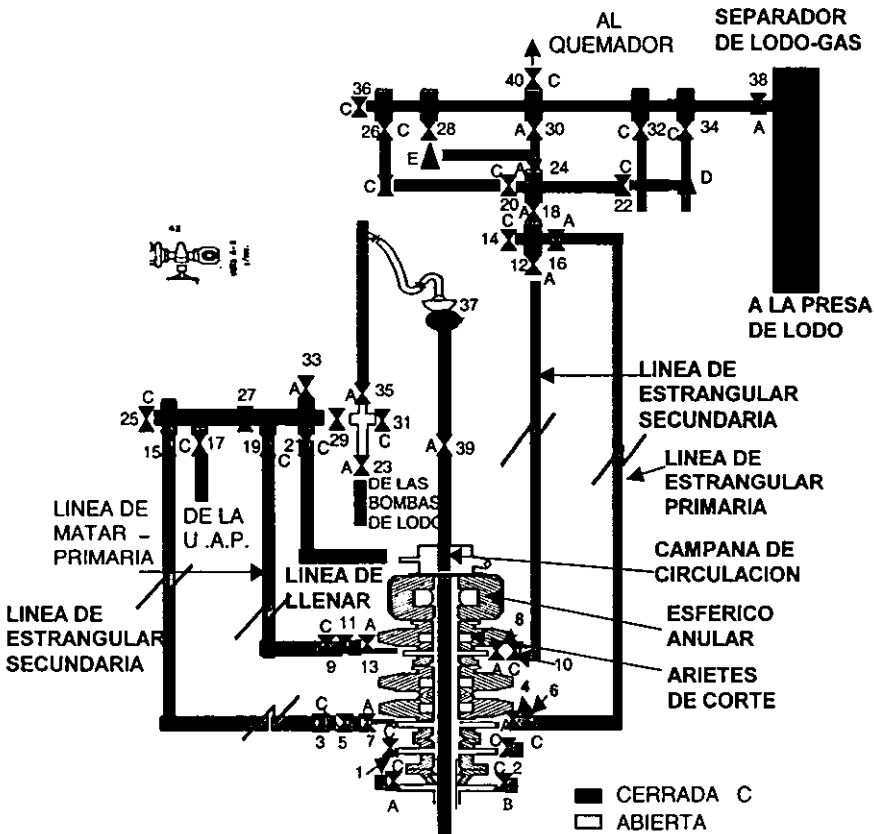 AL
QUEMADOR
SEPARADOR
DE LODO-GAS
40 C
36
C
38
A
26 C
28
A 30
C 32
C 34
E
A 24
C
C
20
C
22
D
A 18
C
14
A
16
12
A
A LA PRESA
DE LODO
37
33
A
C
25
27
A 35
29
31
C
15
C 17
19
C
21
C
A 23
A 39
DE LAS
BOMBAS
DE LODO
DE LA
U .A.P.
LINEA DE
ESTRANGULAR
SECUNDARIA
LINEA DE
ESTRANGULAR
PRIMARIA
LINEA DE
MATAR –
PRIMARIA
LINEA DE
LLENAR
CAMPANA DE
CIRCULACION
LINEA DE
ESTRANGULAR
SECUNDARIA
ESFERICO
ANULAR
C 11 A
9 13
8
A C 10
ARIETES
DE CORTE
4 6
C A
3 5 7
A C
C
1
C
C
C 2
A
B
CERRADA C
ABIERTA